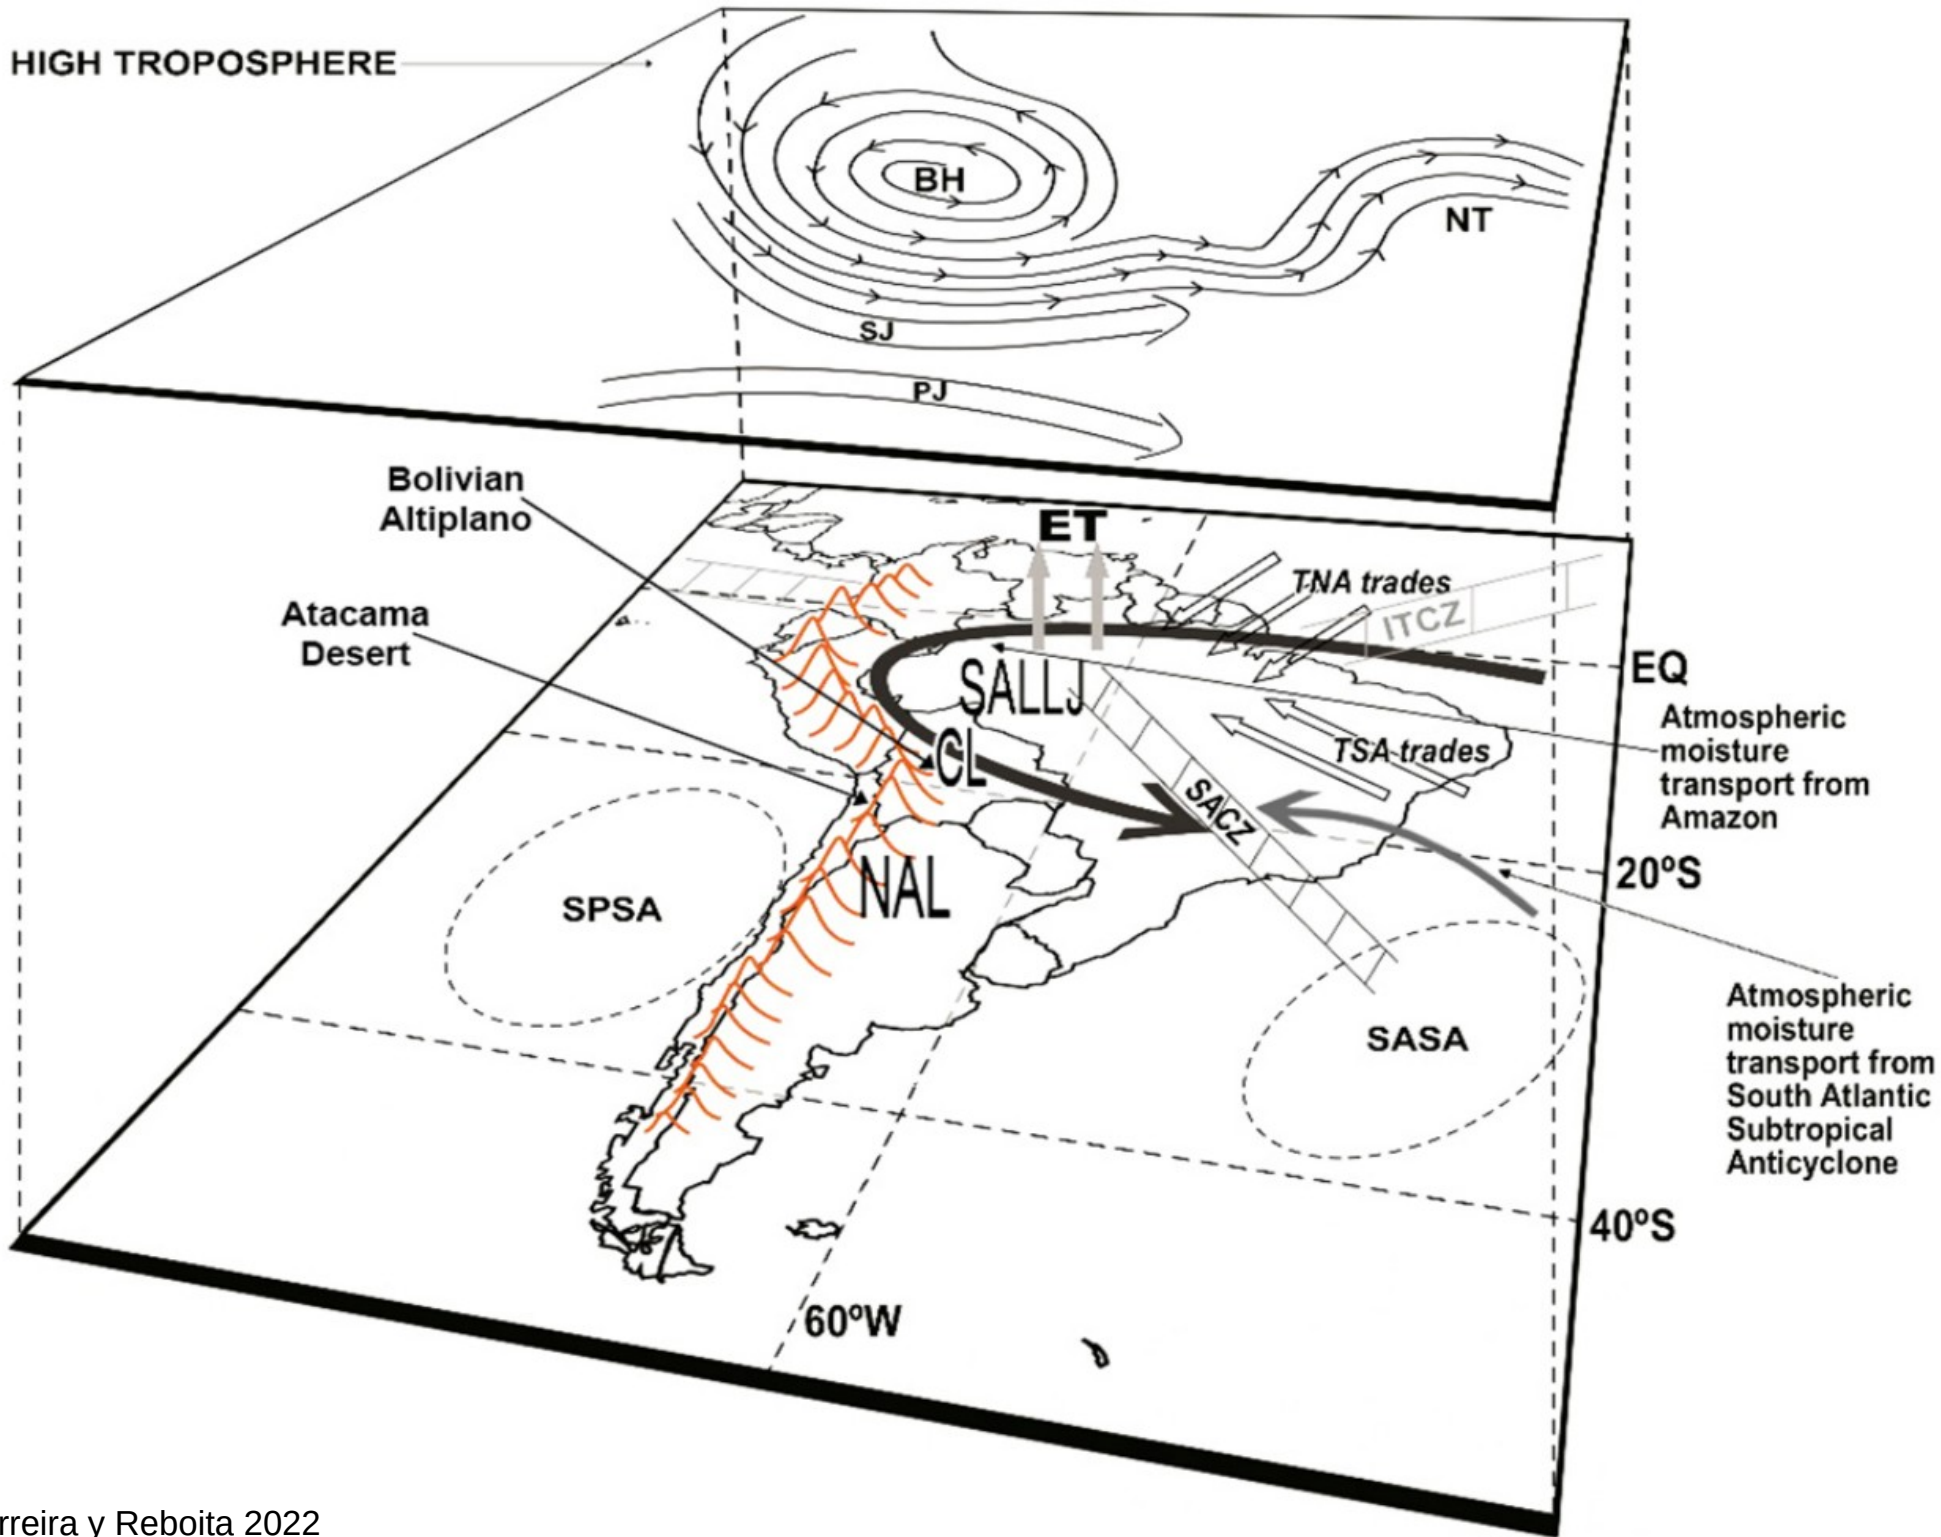 HIGH TROPOSPHERE
BH
NT
SJ
PJ
Bolivian
Altiplano
ET
TNA trades
Atacama
Desert
ITCZ
EQ
SALLJ
Atmospheric
moisture
transport from
Amazon
CL
TSA trades
SACZ
20ºS
NAL
SPSA
SASA
Atmospheric
moisture
transport from
South Atlantic
Subtropical
Anticyclone
40ºS
60ºW
rreira y Reboita 2022